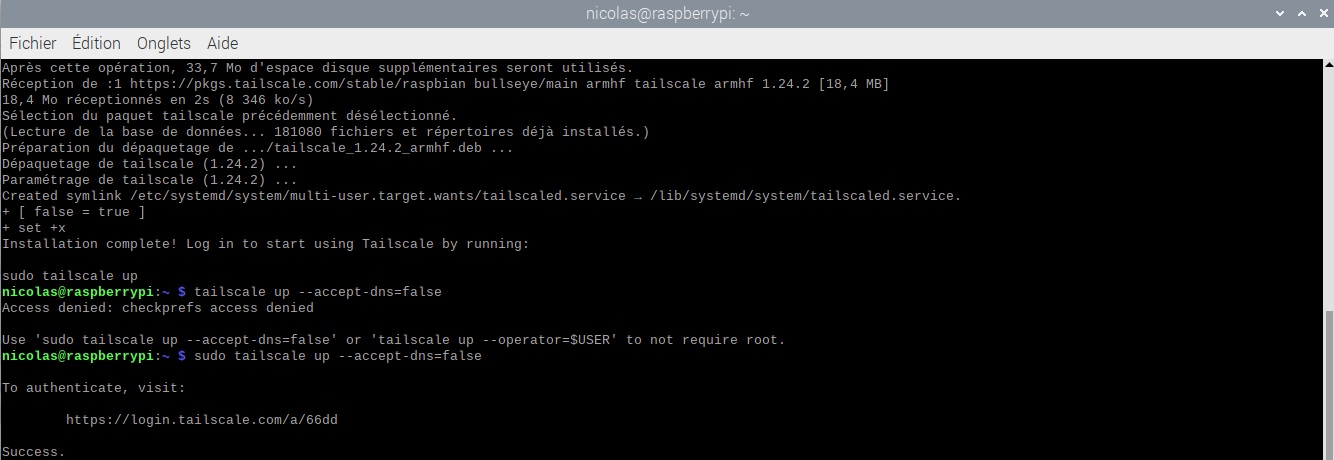 nicolas@raspberrypi: ~
Fichier Édition Onglets Aide
Après cette opération, 33,7 Mo d'espace disque supplémentaires seront utilisés.
Réception de :1 https://pkgs.tailscale.com/stable/raspbian bullseye/main armhf tailscale armhf 1.24.2 [18,4 MB]
18,4 Mo réceptionnés en 2s (8 346 ko/s)
Sélection du paquet tailscale précédemment désélectionné.
(Lecture de la base de données... 181080 fichiers et répertoires déjà installés.)
Préparation du dépaquetage de .../tailscale_1.24.2_armhf.deb ...
Dépaquetage de tailscale (1.24.2) ...
Paramétrage de tailscale (1.24.2) ...
Created symlink /etc/systemd/system/multi-user.target.wants/tailscaled.service → /lib/systemd/system/tailscaled.service.
+ [ false = true ]
+ set +x
Installation complete! Log in to start using Tailscale by running:
sudo tailscale up
nicolas@raspberrypi:~ $ tailscale up --accept-dns=false
Access denied: checkprefs access denied
Use 'sudo tailscale up --accept-dns=false' or 'tailscale up --operator=$USER' to not require root.
nicolas@raspberrypi:~ $ sudo tailscale up --accept-dns=false
To authenticate, visit:
https://login.tailscale.com/a/66dd
Success.